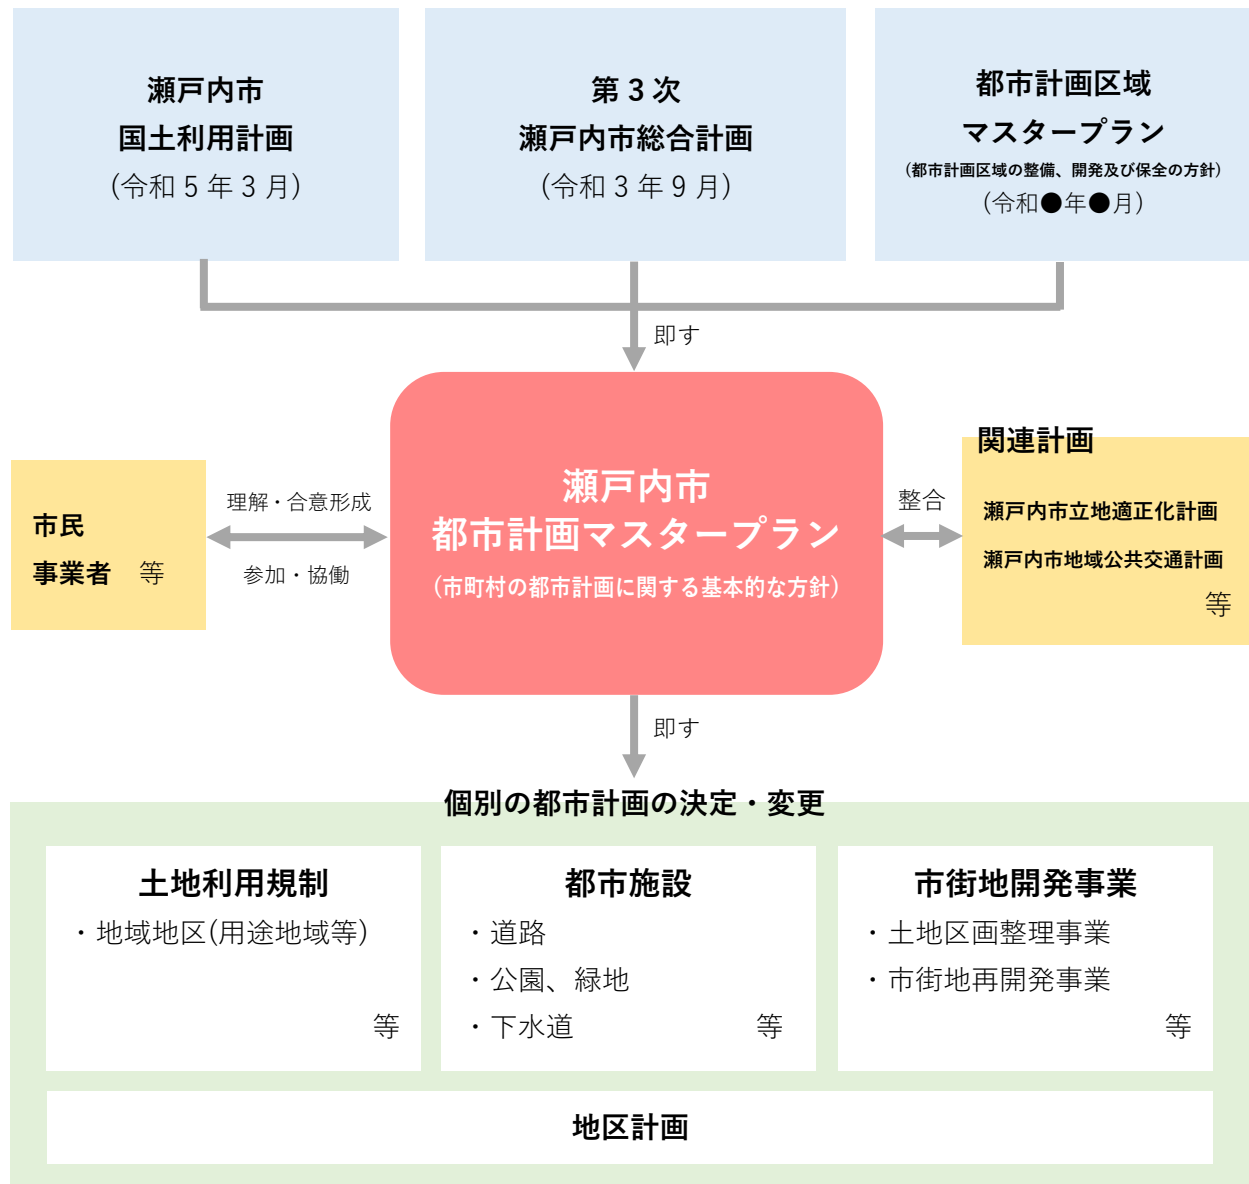 瀬戸内市
国土利用計画
(令和５年３月)
第３次
瀬戸内市総合計画
(令和３年９月)
都市計画区域
マスタープラン
(都市計画区域の整備、開発及び保全の方針)
(令和●年●月)
即す
瀬戸内市
都市計画マスタープラン
(市町村の都市計画に関する基本的な方針)
市民
事業者　等
理解・合意形成
参加・協働
整合
関連計画
瀬戸内市立地適正化計画
瀬戸内市地域公共交通計画
等
即す
個別の都市計画の決定・変更
土地利用規制
・地域地区(用途地域等)
等
都市施設
・道路
・公園、緑地
・下水道　等
市街地開発事業
・土地区画整理事業
・市街地再開発事業
等
地区計画